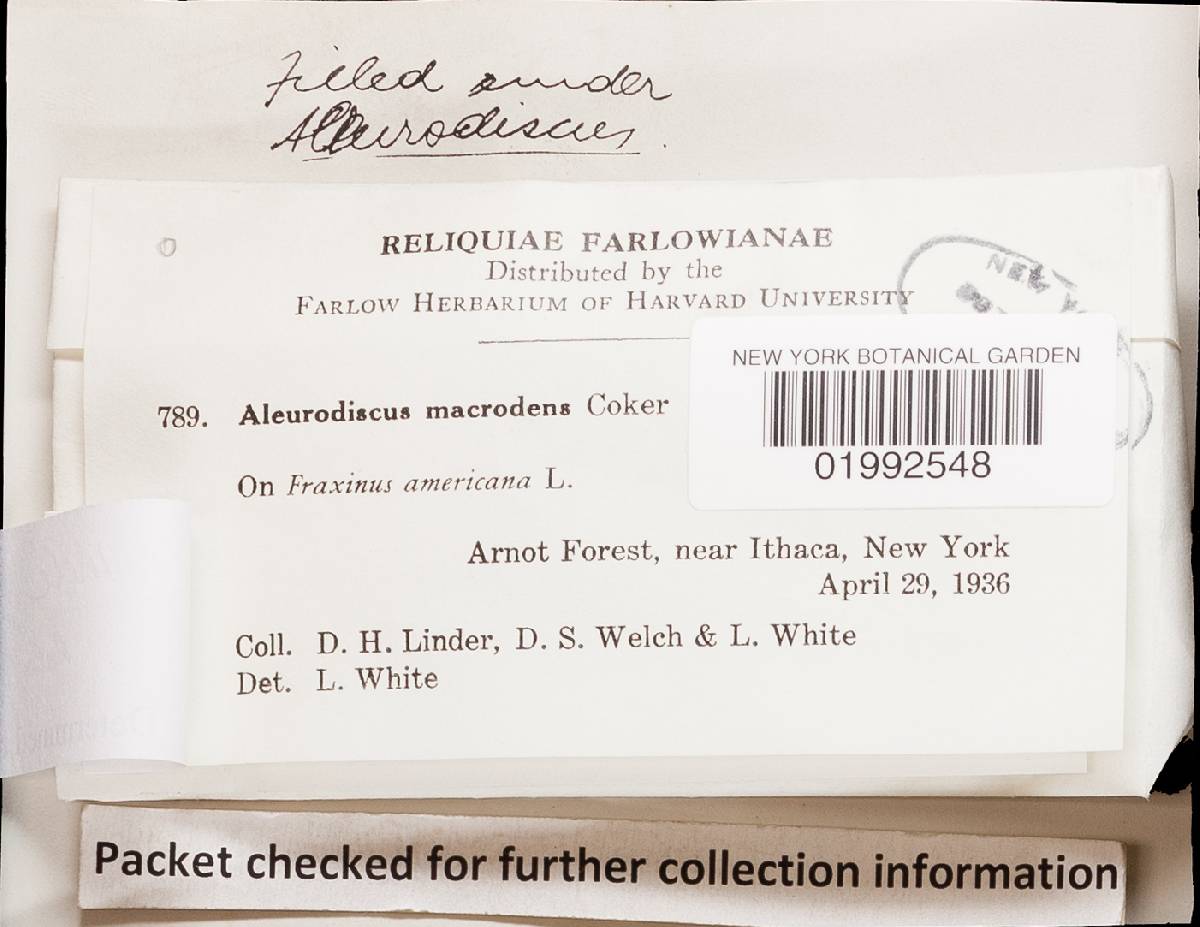 Filed under
Aleurodiscus.
RELIQUIAE FARLOWIANAE
Distributed by the
FARLOW HERBARIUM OF HARVARD UNIVERSITY
NEW
NEW YORK BOTANICAL GARDEN
01992548
789. Aleurodiscus macrodens Coker
On Fraxinus americana L.
Arnot Forest, near Ithaca, New York
April 29, 1936
Coll. D. H. Linder, D. S. Welch & L. White
Det. L. White
Packet checked for further collection information